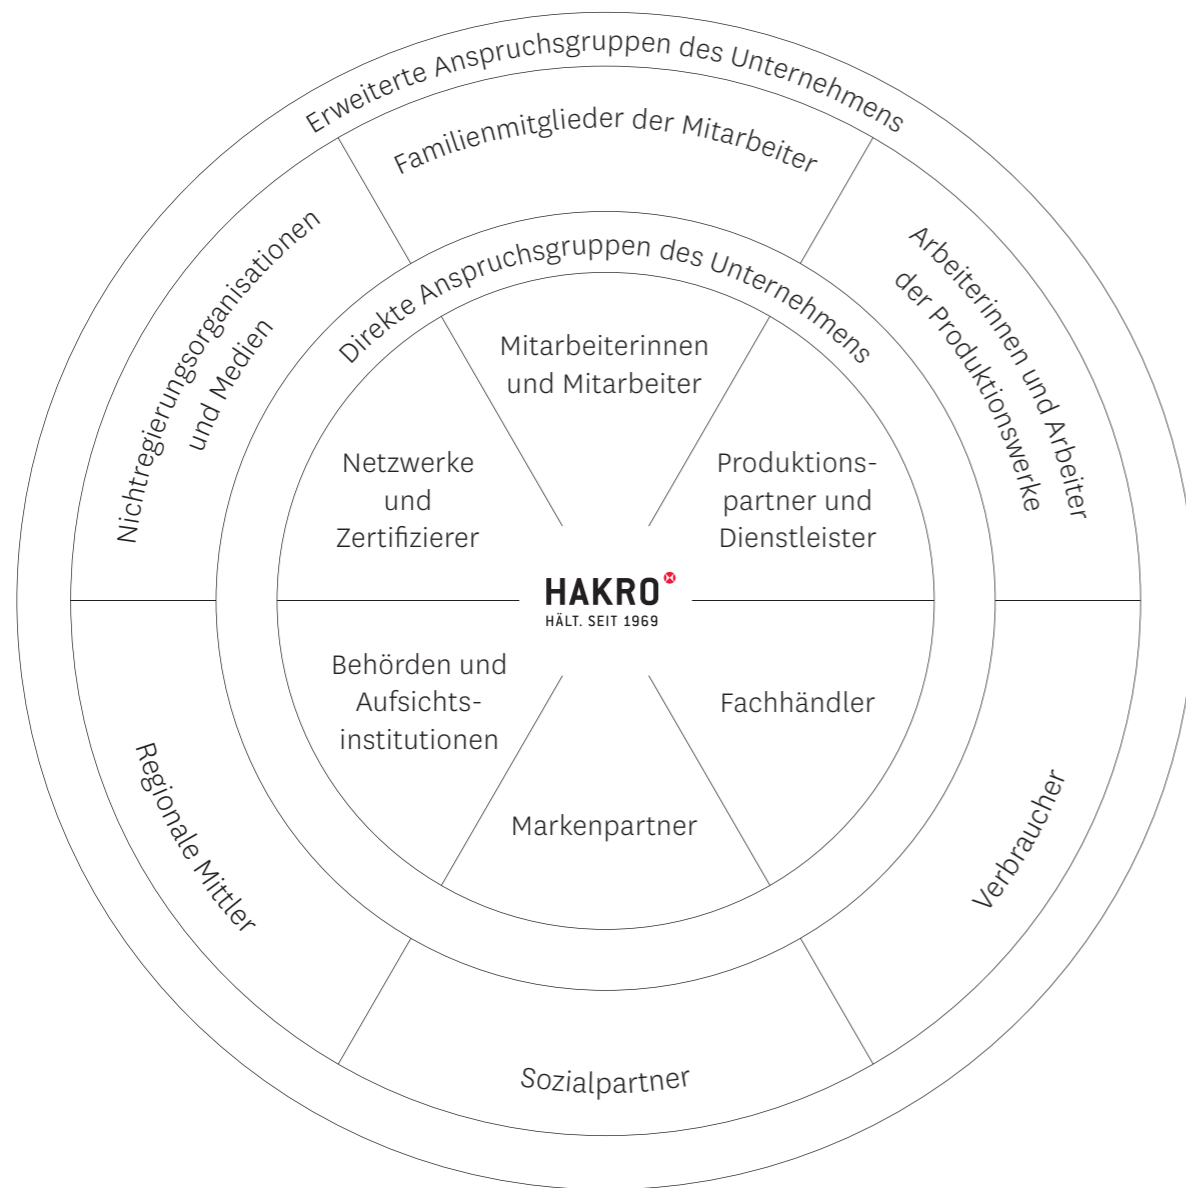 Erweiterte Anspruchsgruppen des Unternehmens
Familienmitglieder der Mitarbeiter
Arbeiterinnen und Arbeiter
der Produktionswerke
Verbraucher
Sozialpartner
Regionale Mittler
Nichtregierungsorganisationen
und Medien
Direkte Anspruchsgruppen des Unternehmens
Mitarbeiterinnen
und Mitarbeiter
Produktions-
partner und
Dienstleister
Fachhändler
Markenpartner
Behörden und
Aufsichts-
institutionen
Netzwerke
und
Zertifizierer
HAKRO
HÄLT. SEIT 1969